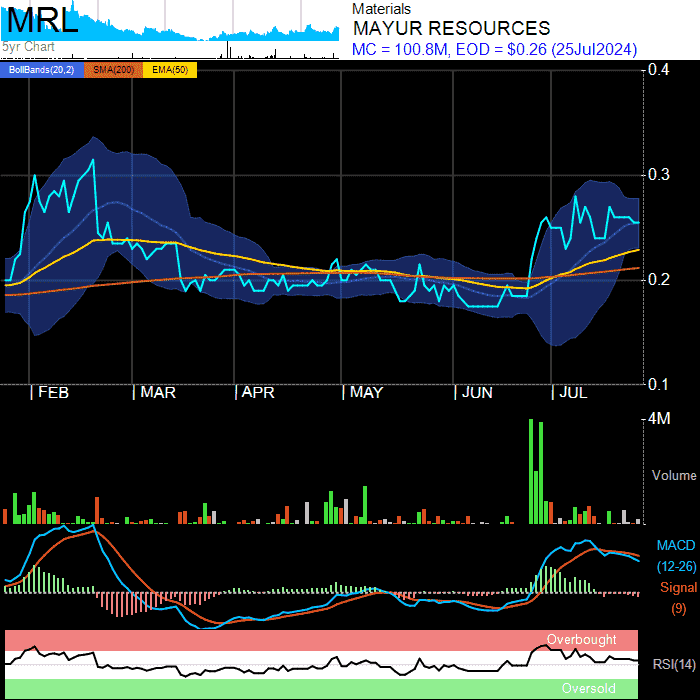 MRL
5yr Chart
Materials
MAYUR RESOURCES
MC = 100.8M, EOD = $0.26 (25Jul2024)
BollBands(20,2) SMA(200) EMA(50)
0.4
0.3
0.2
0.1
FEB MAR APR MAY JUN JUL
4M
Volume
MACD
(12-26)
Signal
(9)
Overbought
RSI(14)
Oversold